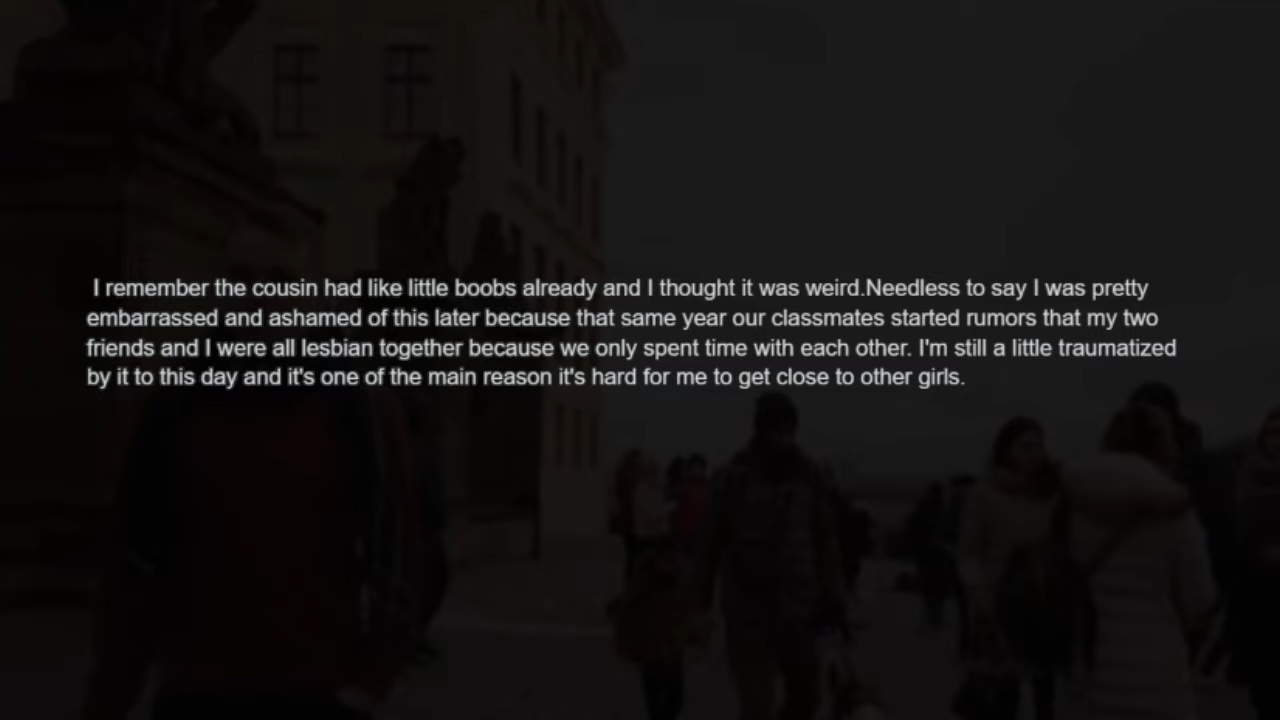 I remember the cousin had like little boobs already and I thought it was weird.Needless to say I was pretty
embarrassed and ashamed of this later because that same year our classmates started rumors that my two
friends and I were all lesbian together because we only spent time with each other. I'm still a little traumatized
by it to this day and it's one of the main reason it's hard for me to get close to other girls.